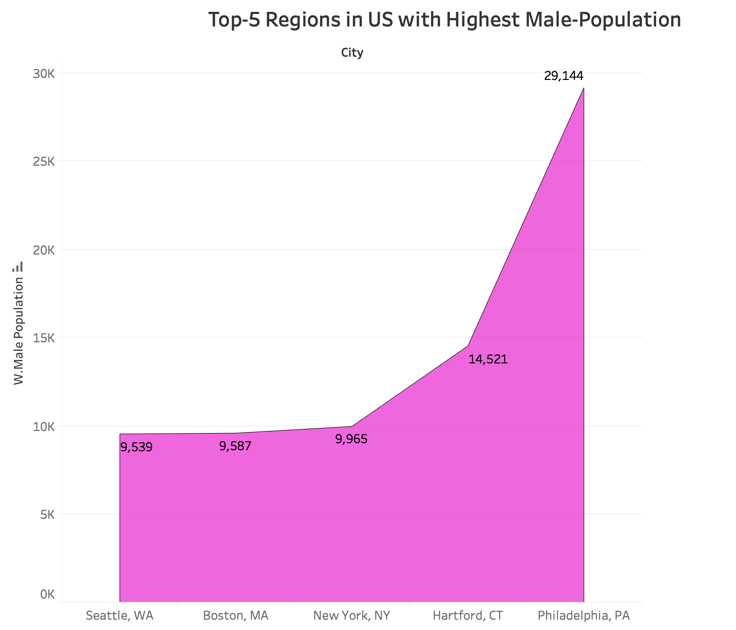 Top-5 Regions in US with Highest Male-Population
City
30K
29,144
25K
20K
15K
14,521
10K
9,539
9,587
9,965
5K
0K
W.Male Population
Seattle, WA
Boston, MA
New York, NY
Hartford, CT
Philadelphia, PA